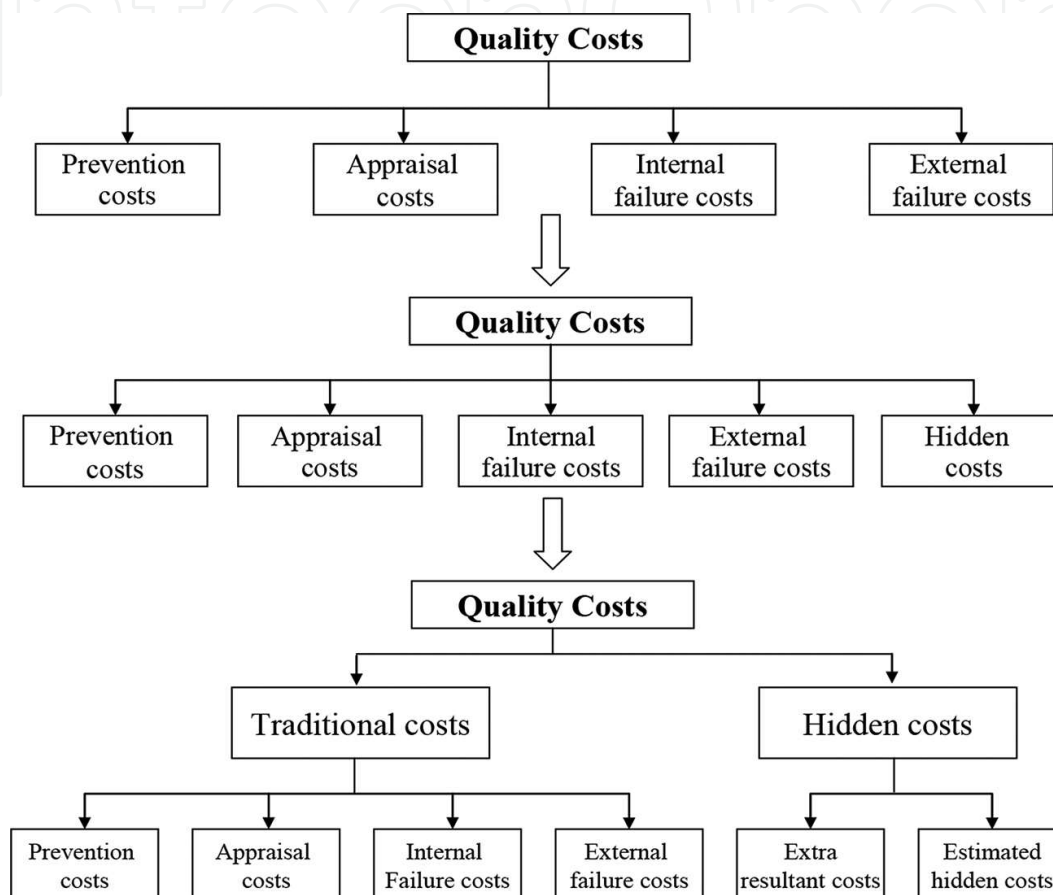 Quality Costs
Prevention
costs
Appraisal
costs
Internal
failure costs
External
failure costs
Quality Costs
Prevention
costs
Appraisal
costs
Internal
failure costs
External
failure costs
Hidden
costs
Quality Costs
Traditional costs
Hidden costs
Prevention
costs
Appraisal
costs
Internal
Failure costs
External
failure costs
Extra
resultant costs
Estimated
hidden costs